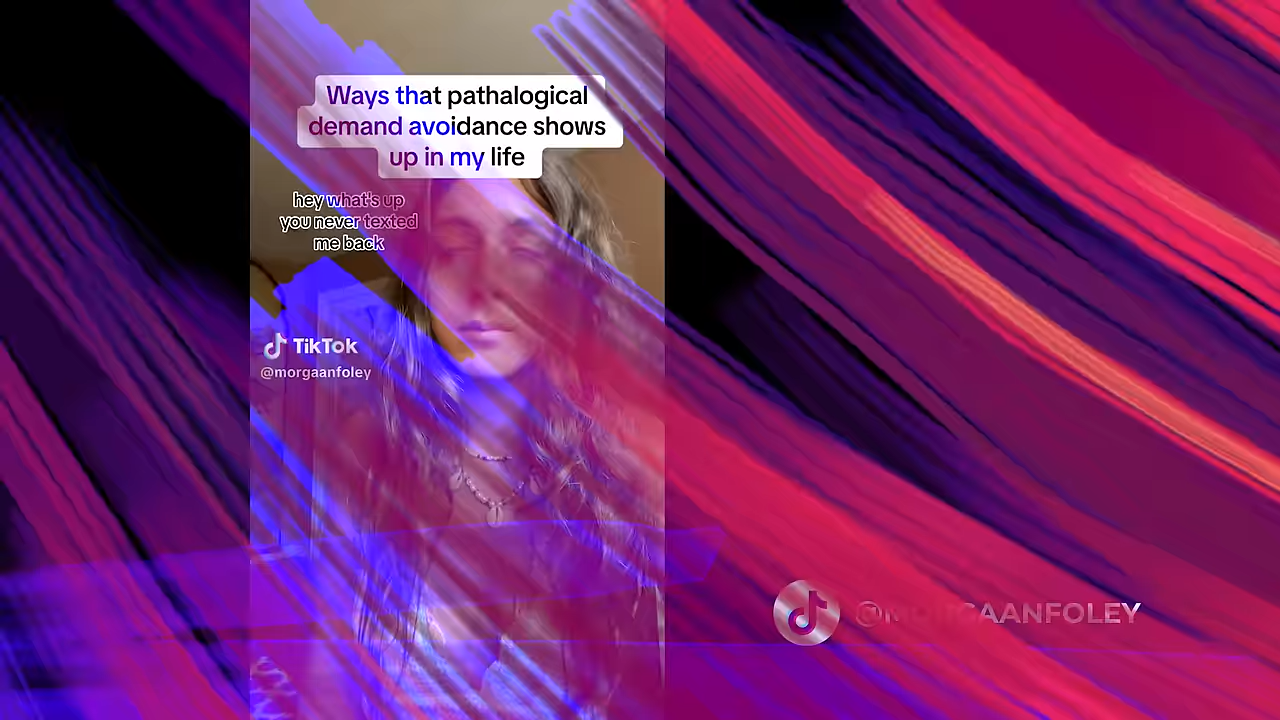 Ways that pathalogical
demand avoidance shows
up in my life
hey what's up
you never texted
me back
TikTok
@morgaanfoley
@MORGAANFOLEY